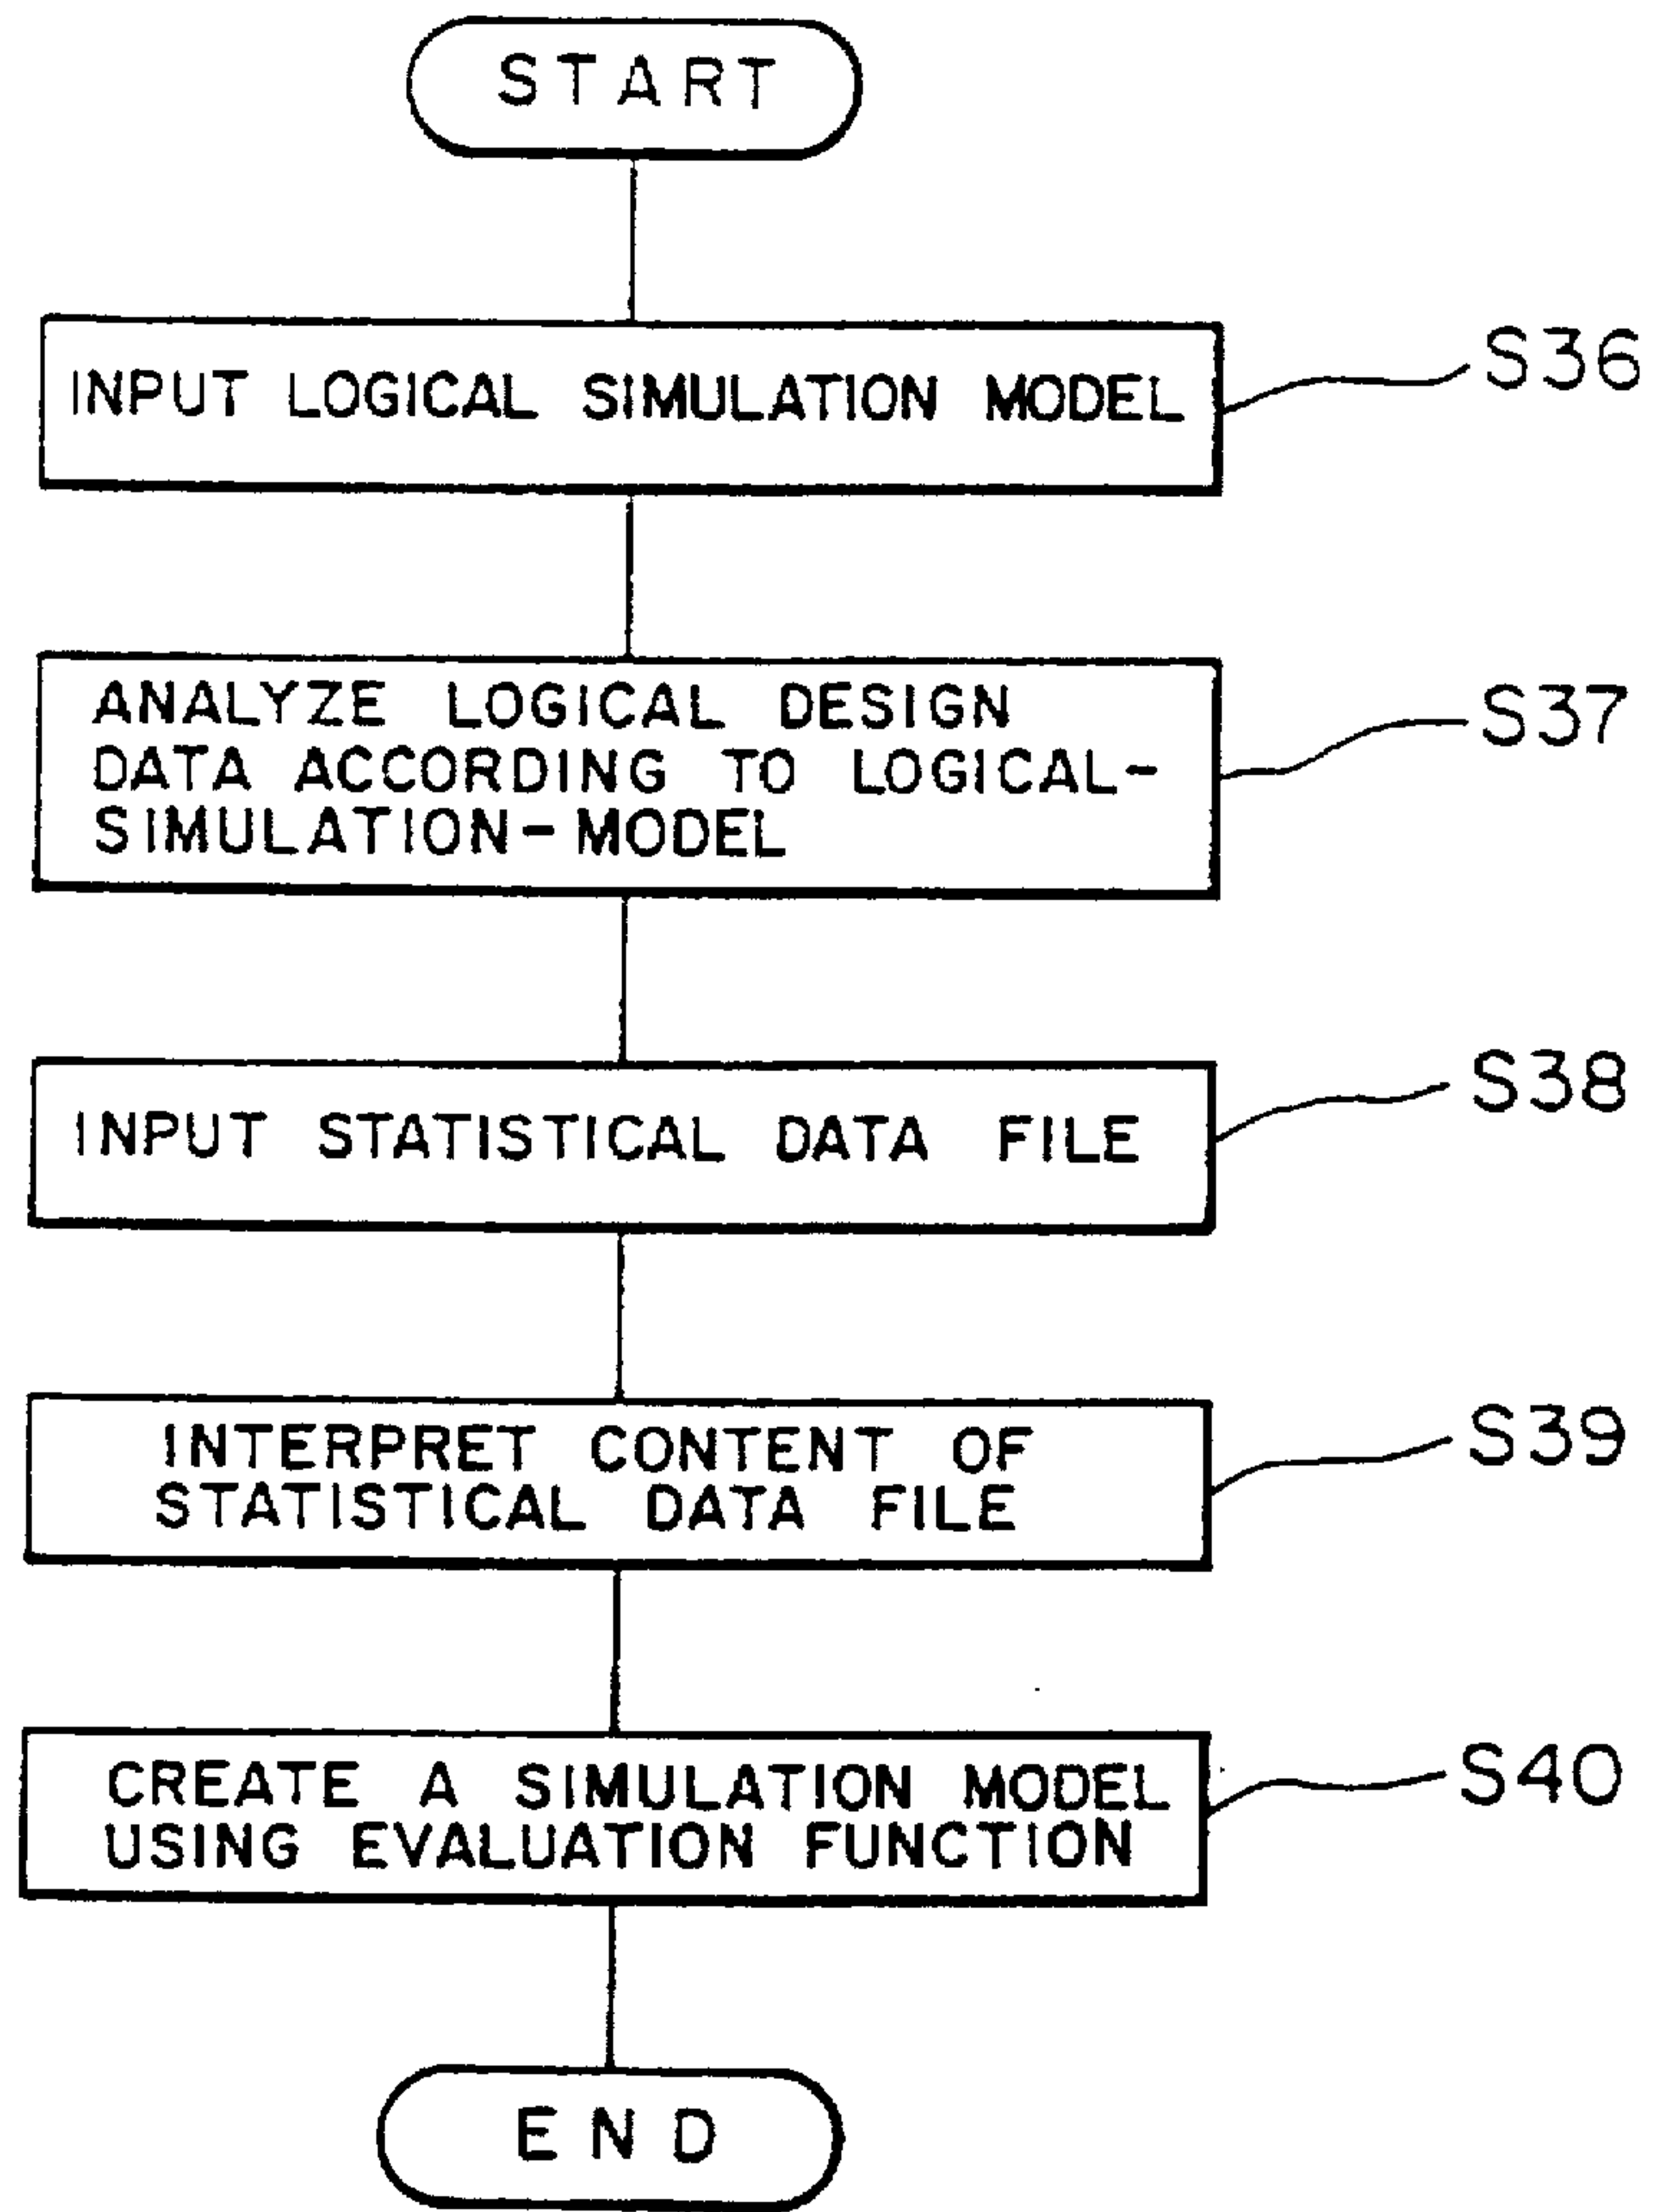 START
INPUT LOGICAL SIMULATION MODEL
S36
ANALYZE LOGICAL DESIGN
DATA ACCORDING TO LOGICAL-
SIMULATION-MODEL
S37
INPUT STATISTICAL DATA FILE
S38
INTERPRET CONTENT OF
STATISTICAL DATA FILE
S39
CREATE A SIMULATION MODEL
USING EVALUATION FUNCTION
S40
END